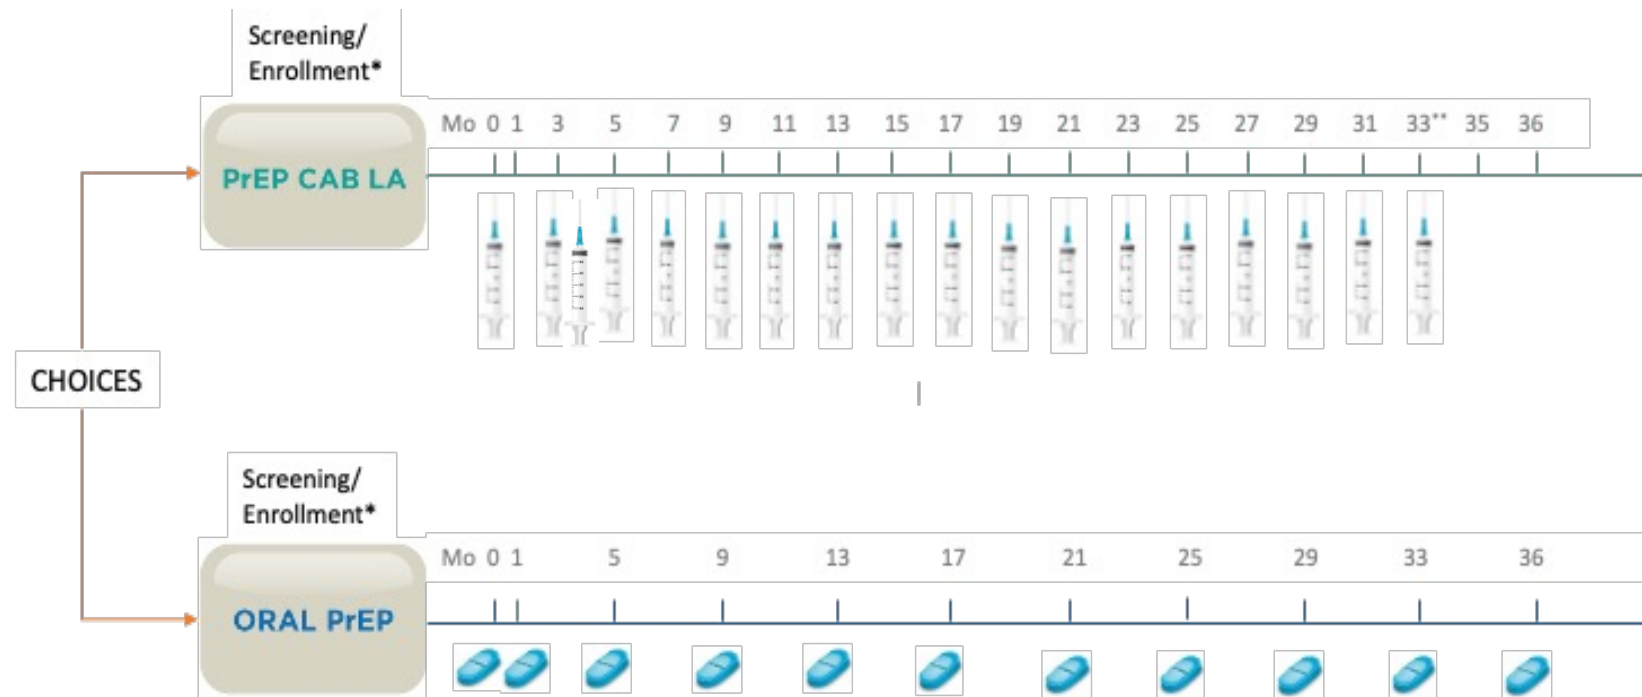 Screening/
Enrollment*
Mo 0 1 3 5 7 9 11 13 15 17 19 21 23 25 27 29 31 33** 35 36
PrEP CAB LA
CHOICES
Screening/
Enrollment*
Mo 0 1 5 9 13 17 21 25 29 33 36
ORAL PrEP